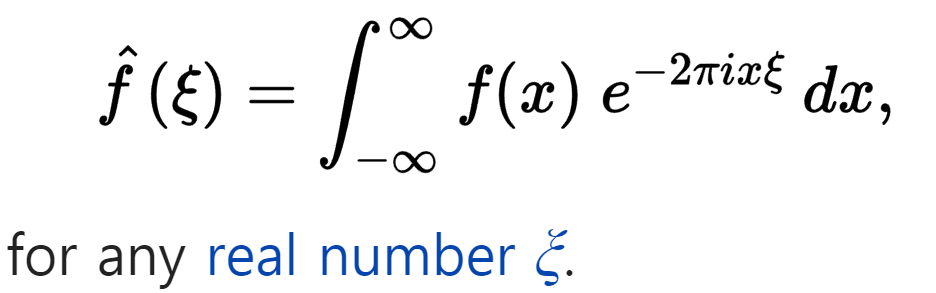 f̂ (ξ) = ∫_{-∞}^{∞} f(x) e^{-2πixξ} dx,
for any real number ξ.